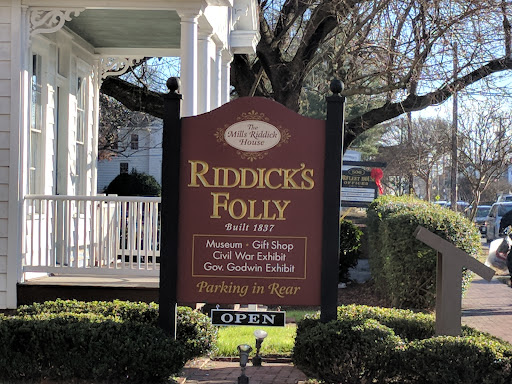 The
Mills Riddick
House
RIDDICK'S
FOLLY
Built 1837
Museum • Gift Shop
Civil War Exhibit
Gov. Godwin Exhibit
Parking in Rear
OPEN
506